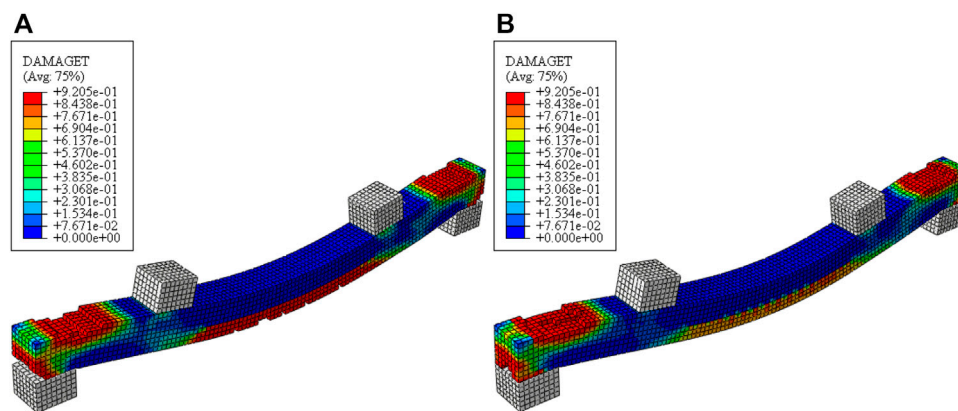 A
DAMAGET
(Avg: 75%)
+9.205e-01
+8.438e-01
+7.671e-01
+6.904e-01
+6.137e-01
+5.370e-01
+4.602e-01
+3.835e-01
+3.068e-01
+2.301e-01
+1.534e-01
+7.671e-02
+0.000e+00
B
DAMAGET
(Avg: 75%)
+9.205e-01
+8.438e-01
+7.671e-01
+6.904e-01
+6.137e-01
+5.370e-01
+4.602e-01
+3.835e-01
+3.068e-01
+2.301e-01
+1.534e-01
+7.671e-02
+0.000e+00